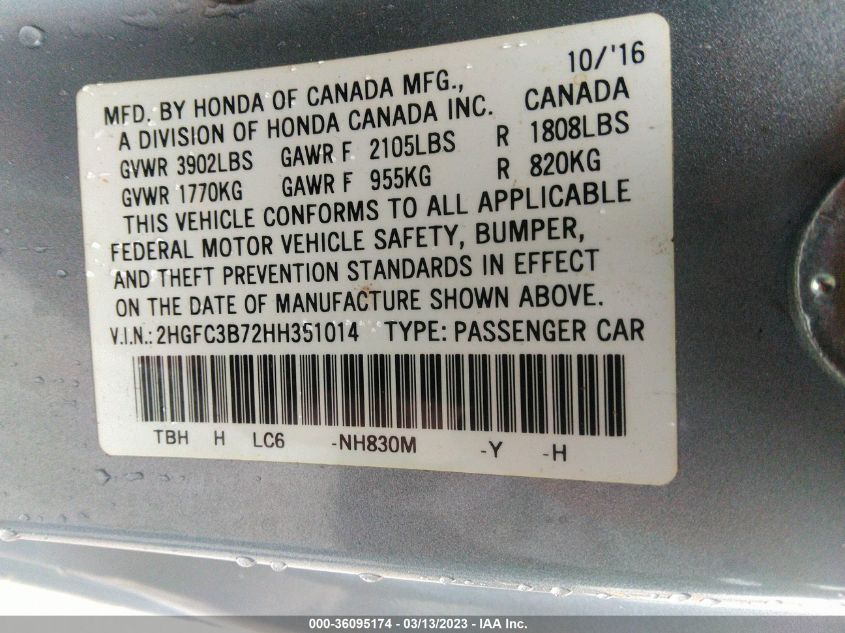 10/'16
MFD. BY HONDA OF CANADA MFG., CANADA
A DIVISION OF HONDA CANADA INC.
GVWR 3902LBS GAWR F 2105LBS R 1808LBS
GVWR 1770KG GAWR F 955KG R 820KG
THIS VEHICLE CONFORMS TO ALL APPLICABLE
FEDERAL MOTOR VEHICLE SAFETY, BUMPER,
AND THEFT PREVENTION STANDARDS IN EFFECT
ON THE DATE OF MANUFACTURE SHOWN ABOVE.
V.I.N.: 2HGFC3B72HH351014 TYPE: PASSENGER CAR
TBH H LC6 -NH830M -Y -H
000-36095174 — 03/13/2023 — IAA Inc.